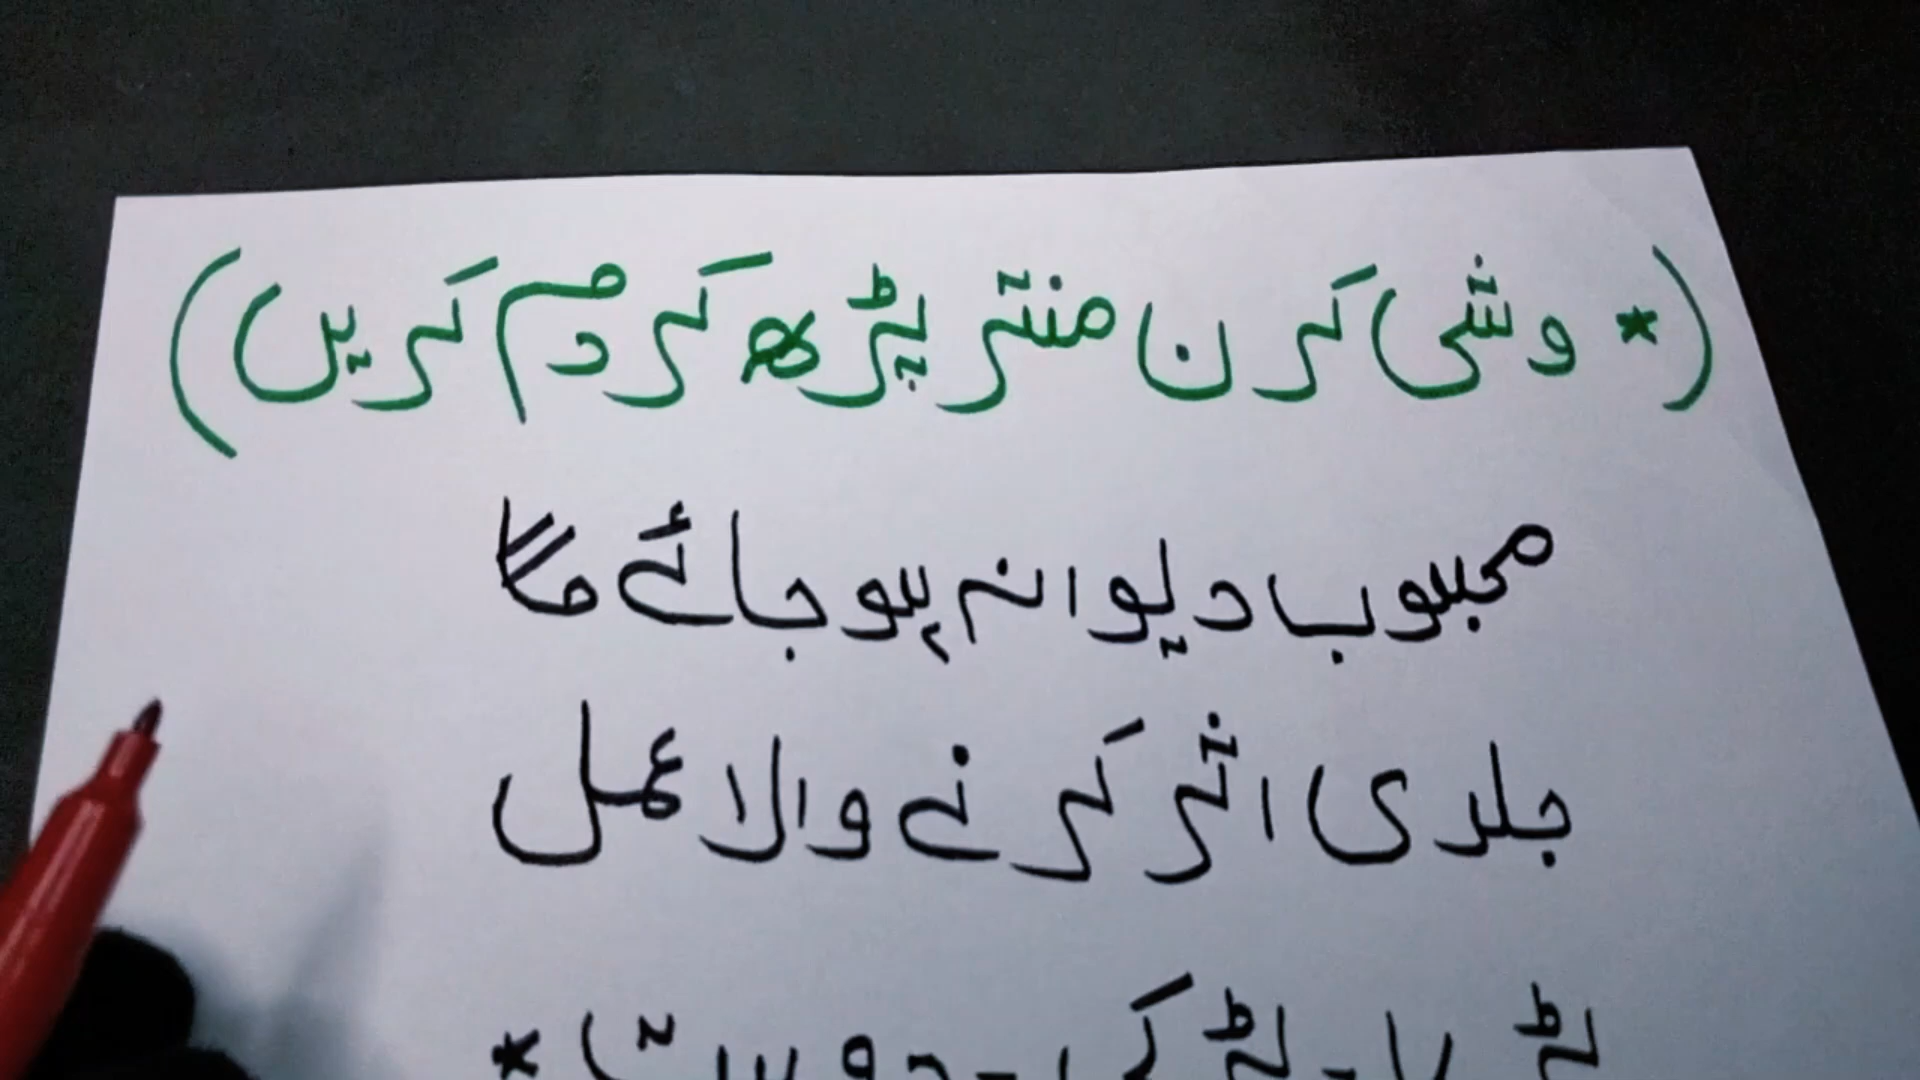 (* وشی کرن منتر پڑھ کر دم کریں)
محبوب دیوانہ ہو جائے گا
جلدی اثر کرنے والا عمل
*